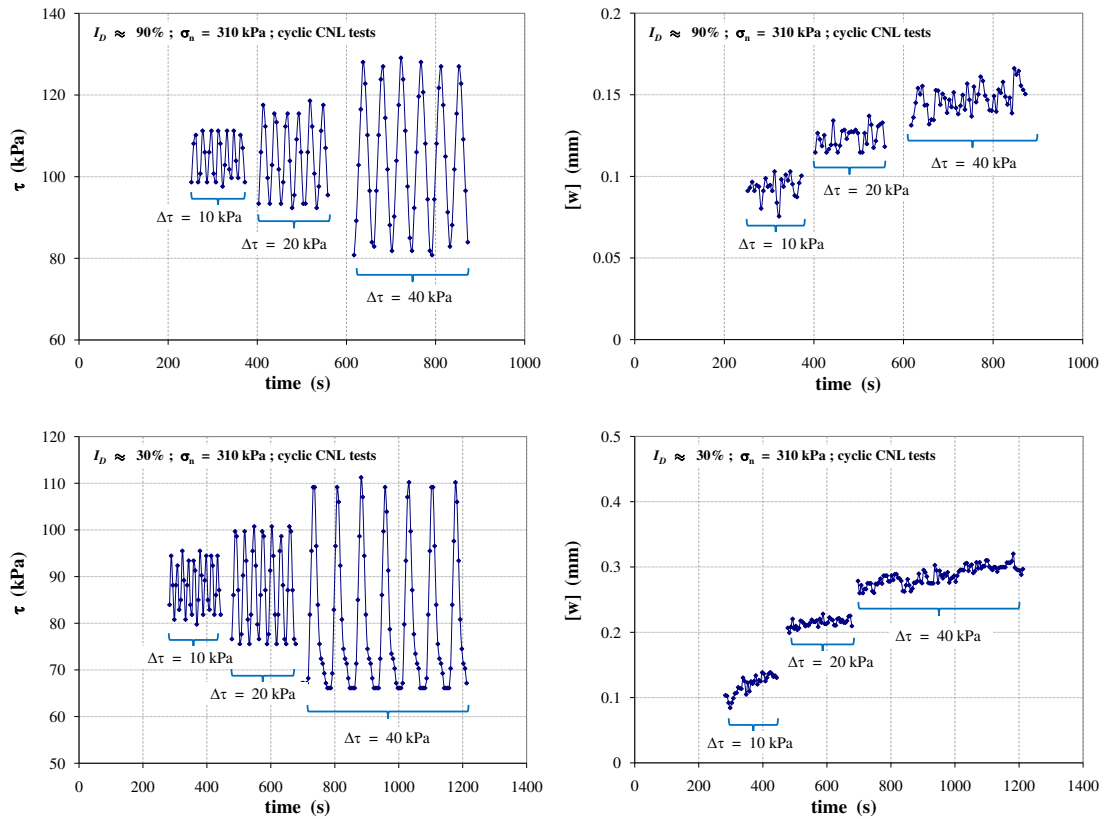 I_D ≈ 90% ; σₙ = 310 kPa ; cyclic CNL tests
140
120
100
80
60
τ (kPa)
Δτ = 10 kPa
Δτ = 20 kPa
Δτ = 40 kPa
0 200 400 600 800 1000
time (s)
I_D ≈ 90% ; σₙ = 310 kPa ; cyclic CNL tests
0.2
0.15
0.1
0.05
0
[w] (mm)
Δτ = 10 kPa
Δτ = 20 kPa
Δτ = 40 kPa
0 200 400 600 800 1000
time (s)
I_D ≈ 30% ; σₙ = 310 kPa ; cyclic CNL tests
120
110
100
90
80
70
60
50
τ (kPa)
Δτ = 10 kPa
Δτ = 20 kPa
Δτ = 40 kPa
0 200 400 600 800 1000 1200 1400
time (s)
I_D ≈ 30% ; σₙ = 310 kPa ; cyclic CNL tests
0.5
0.4
0.3
0.2
0.1
0
[w] (mm)
Δτ = 10 kPa
Δτ = 20 kPa
Δτ = 40 kPa
0 200 400 600 800 1000 1200 1400
time (s)